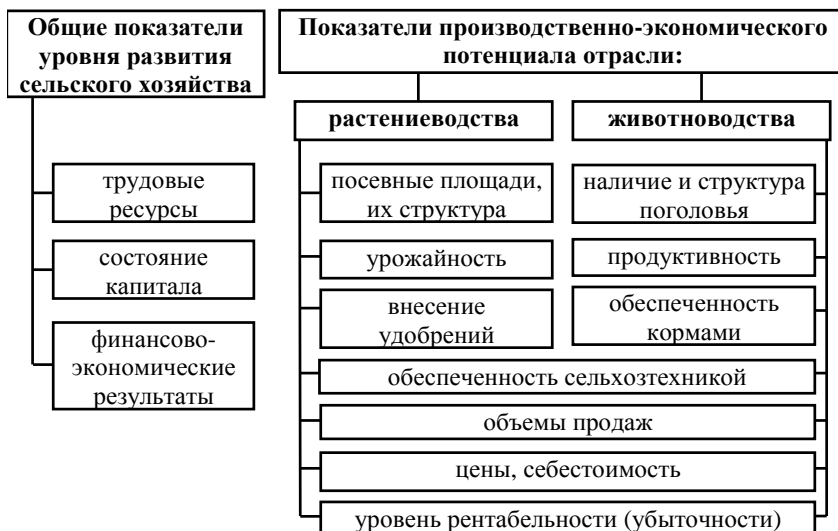 Общие показатели
уровня развития
сельского хозяйства
трудовые
ресурсы
состояние
капитала
финансово-
экономические
результаты
Показатели производственно-экономического
потенциала отрасли:
растениеводства
посевные площади,
их структура
урожайность
внесение
удобрений
животноводства
наличие и структура
поголовья
продуктивность
обеспеченность
кормами
обеспеченность сельхозтехникой
объемы продаж
цены, себестоимость
уровень рентабельности (убыточности)